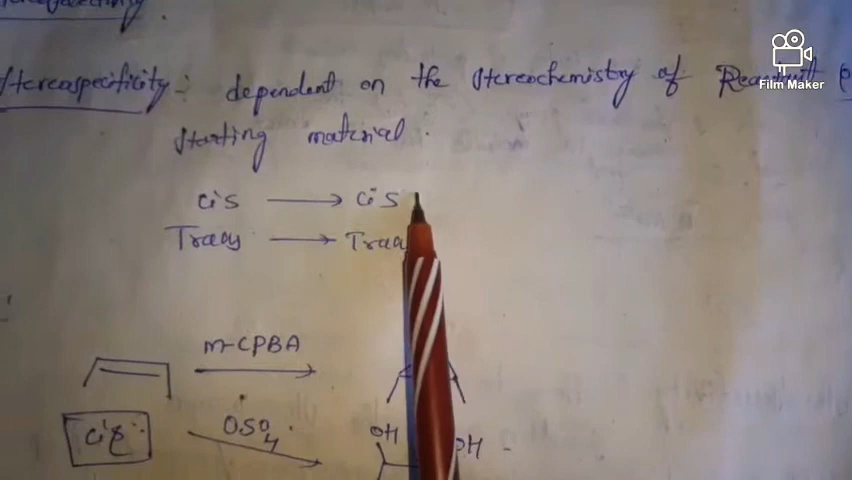 Stereospecificity: dependent on the stereochemistry of Reactant
Film Maker
starting material.
cis → cis
Trans → Tran
m-CPBA
cis
OSO4
OH
OH